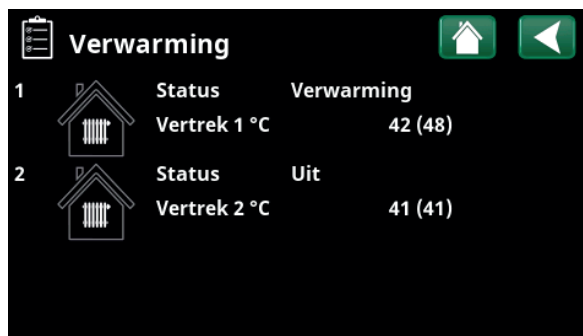 Verwarming
1 Status Verwarming
Vertrek 1 °C 42 (48)
2 Status Uit
Vertrek 2 °C 41 (41)